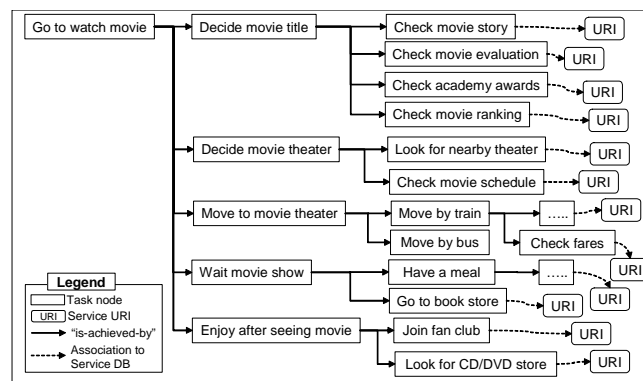 Go to watch movie Decide movie title Check movie story URI
Check movie evaluation URI
Check academy awards URI
Check movie ranking URI
Decide movie theater Look for nearby theater URI
Check movie schedule URI
Move to movie theater Move by train ..... URI
Move by bus Check fares URI
Wait movie show Have a meal ..... URI
Go to book store URI
Enjoy after seeing movie Join fan club URI
Look for CD/DVD store URI
Legend
Task node
URI Service URI
"is-achieved-by"
Association to
Service DB